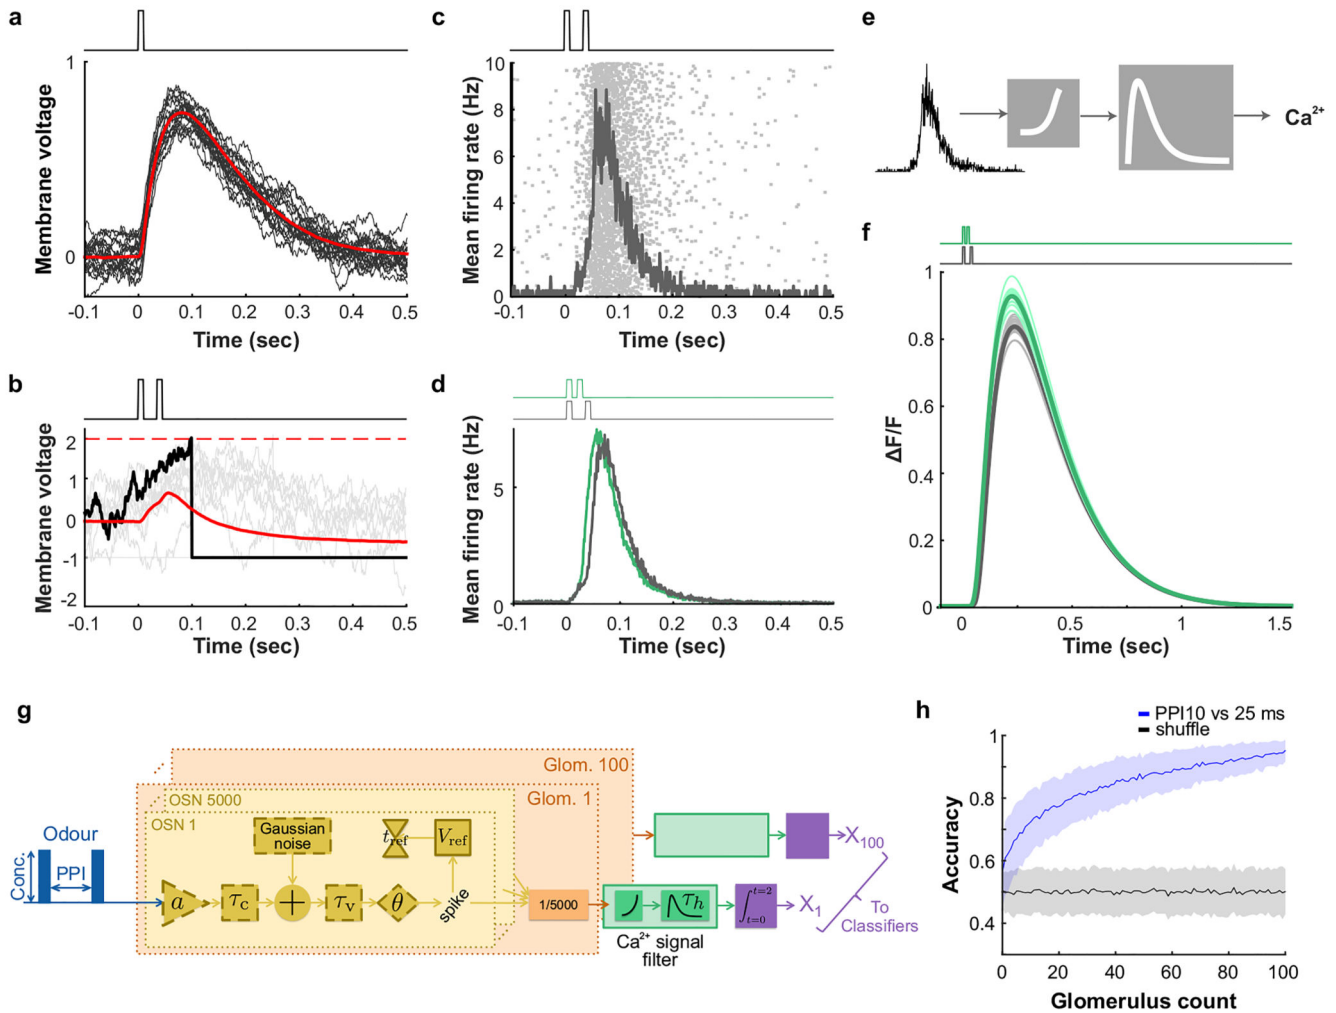 a
1
0
Membrane voltage
-0.1 0 0.1 0.2 0.3 0.4 0.5
Time (sec)
b
2
1
0
-1
-2
Membrane voltage
-0.1 0 0.1 0.2 0.3 0.4 0.5
Time (sec)
c
10
8
6
4
2
0
Mean firing rate (Hz)
-0.1 0 0.1 0.2 0.3 0.4 0.5
Time (sec)
d
5
0
Mean firing rate (Hz)
-0.1 0 0.1 0.2 0.3 0.4 0.5
Time (sec)
e
Ca²⁺
f
1
0.8
0.6
0.4
0.2
0
ΔF/F
0 0.5 1 1.5
Time (sec)
g
Odour
Conc.
PPI
Glom. 100
Glom. 1
OSN 5000
OSN 1
Gaussian
noise
t_ref
V_ref
a
τ_c
+
τ_v
θ
spike
1/5000
τ_h
Ca²⁺ signal
filter
∫_{t=0}^{t=2}
X₁₀₀
X₁
To
Classifiers
h
PPI10 vs 25 ms
shuffle
1
0.8
0.6
0.4
Accuracy
0 20 40 60 80 100
Glomerulus count